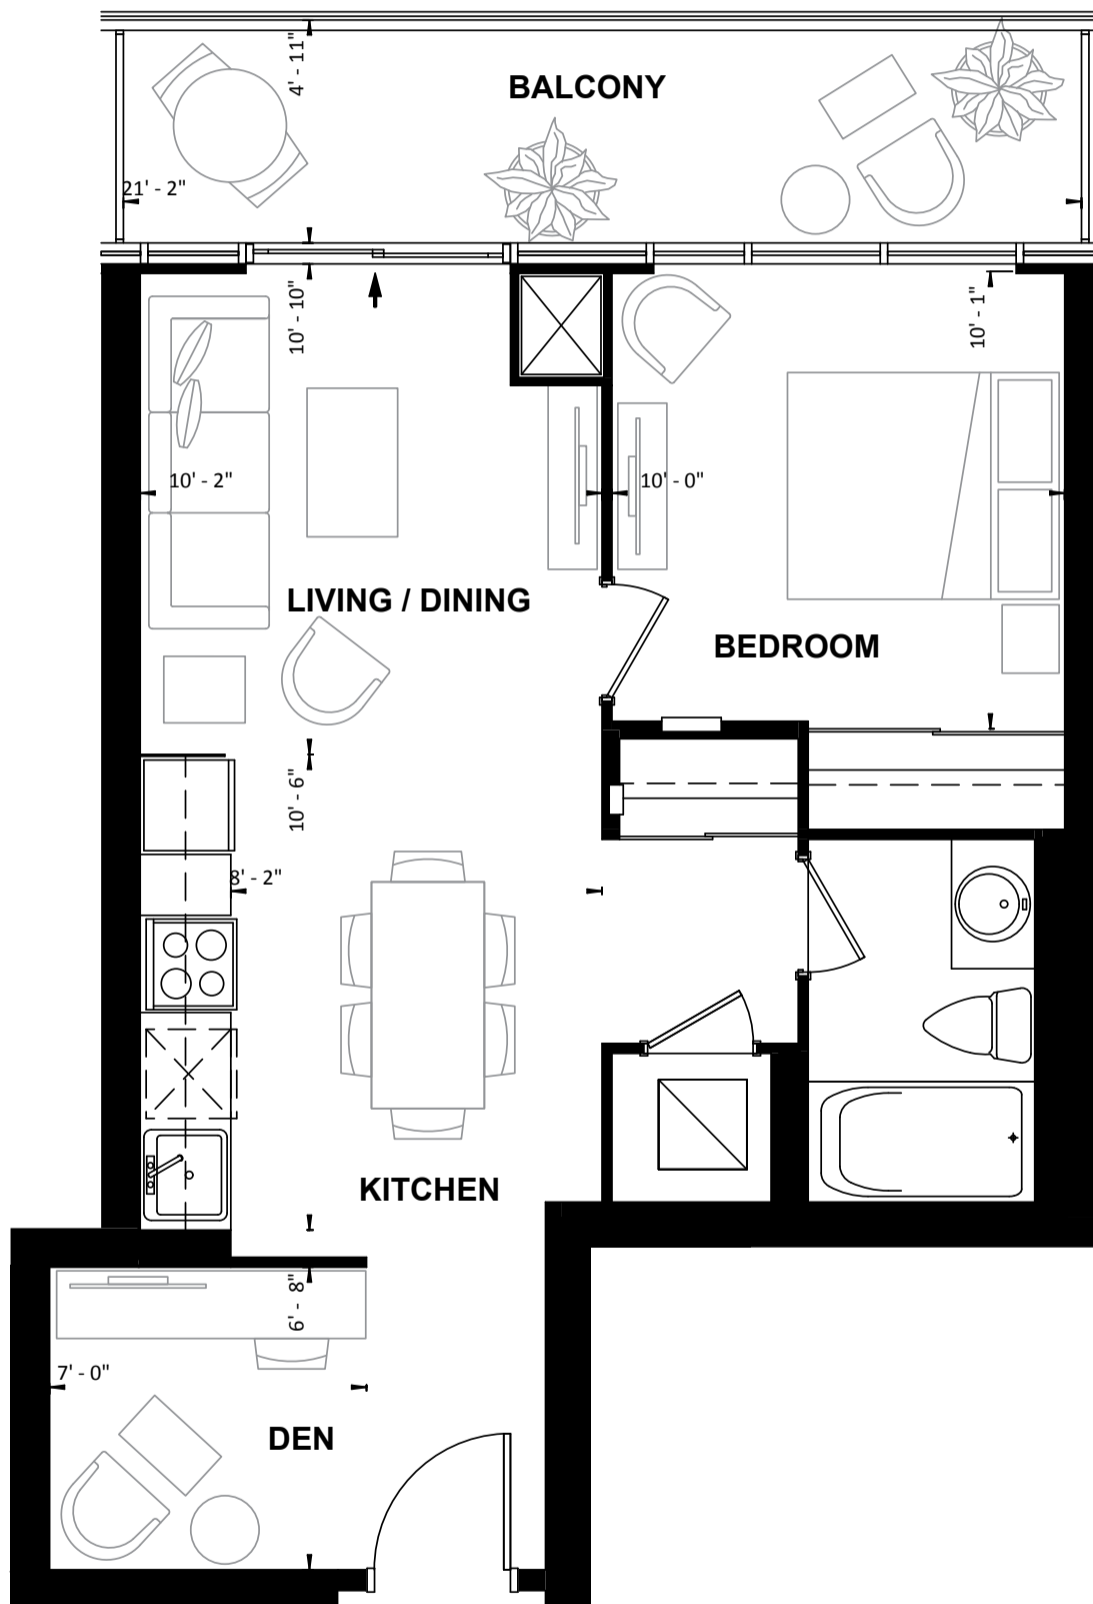 4' - 11"
BALCONY
21' - 2"
10' - 10"
10' - 1"
10' - 2"
10' - 0"
LIVING / DINING
BEDROOM
10' - 6"
8' - 2"
KITCHEN
6' - 8"
7' - 0"
DEN